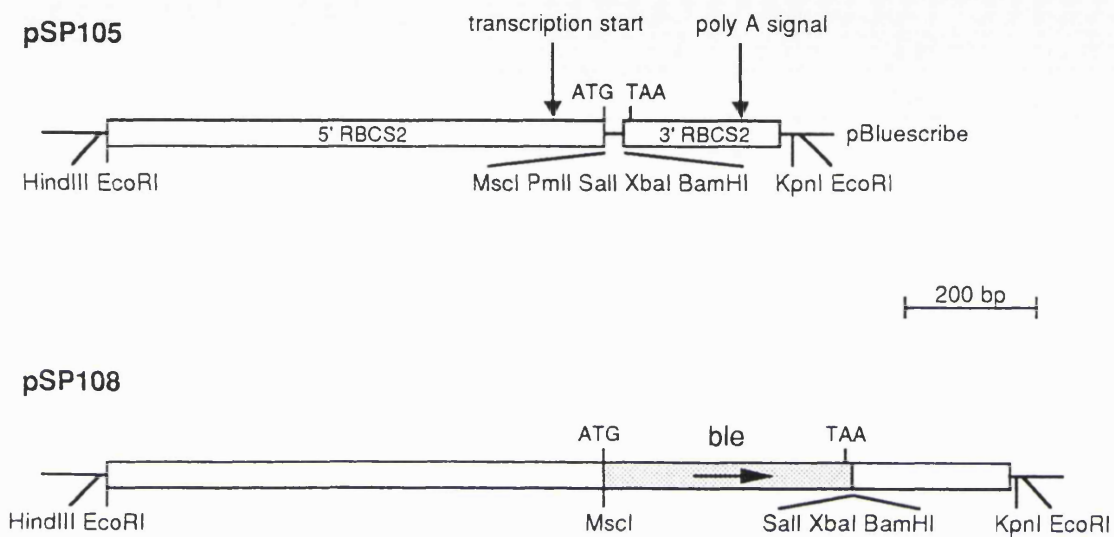 pSP105
transcription start poly A signal
ATG TAA
5' RBCS2 3' RBCS2 pBluescribe
HindIII EcoRI MscI PmlI SalI XbaI BamHI KpnI EcoRI
200 bp
pSP108
ATG ble TAA
HindIII EcoRI MscI SalI XbaI BamHI KpnI EcoRI